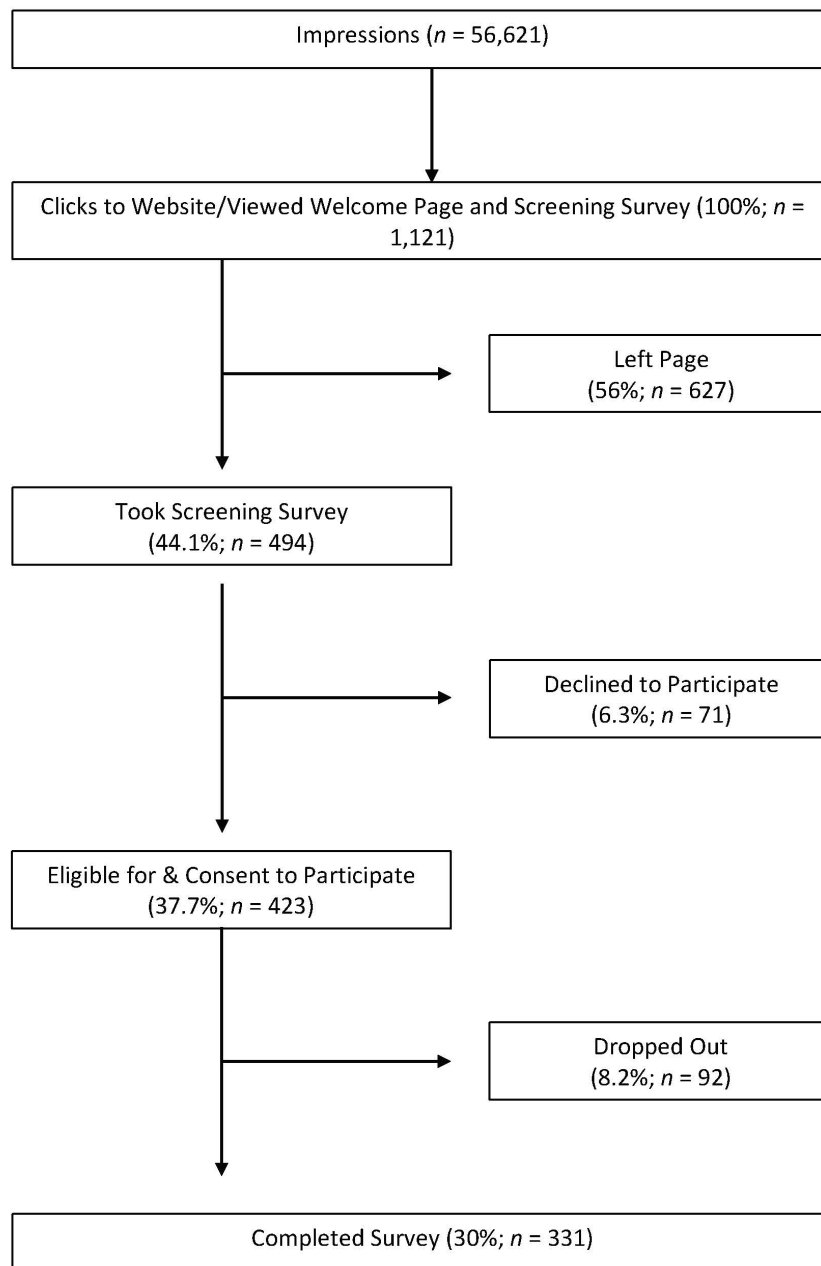 Impressions (n = 56,621)
Clicks to Website/Viewed Welcome Page and Screening Survey (100%; n =
1,121)
Left Page
(56%; n = 627)
Took Screening Survey
(44.1%; n = 494)
Declined to Participate
(6.3%; n = 71)
Eligible for & Consent to Participate
(37.7%; n = 423)
Dropped Out
(8.2%; n = 92)
Completed Survey (30%; n = 331)